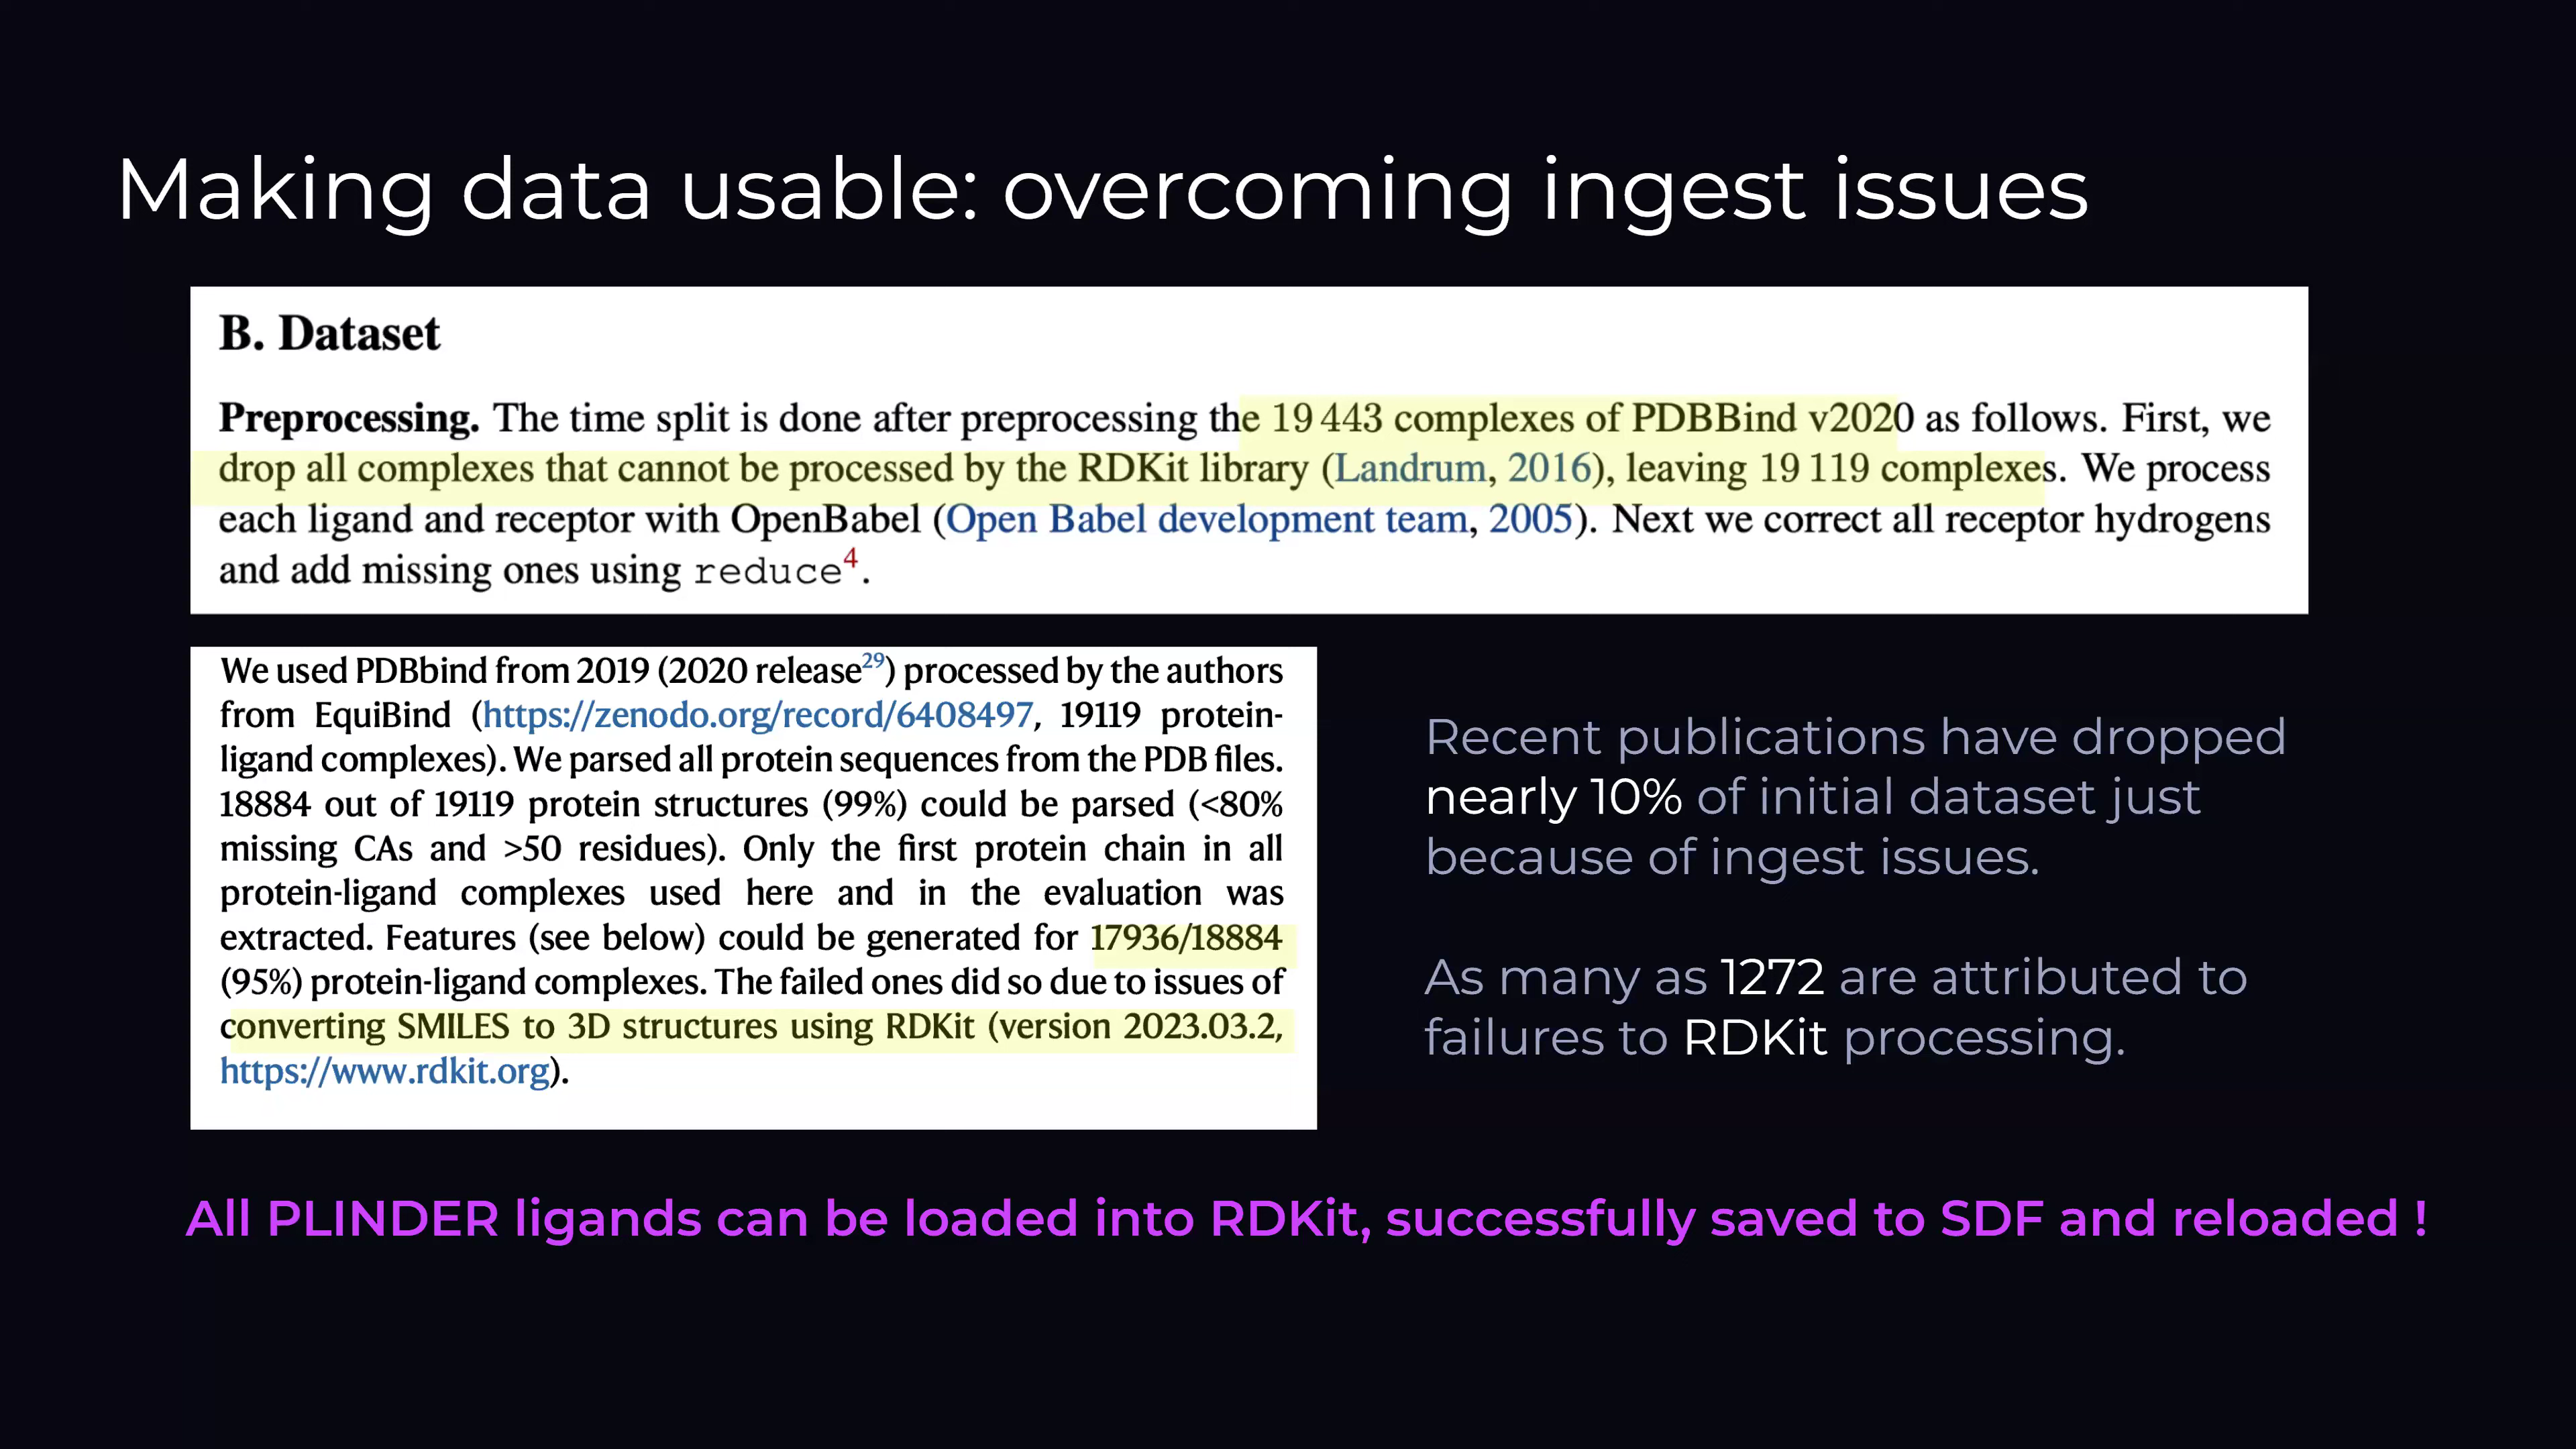 Making data usable: overcoming ingest issues
B. Dataset
Preprocessing. The time split is done after preprocessing the 19 443 complexes of PDBBind v2020 as follows. First, we
drop all complexes that cannot be processed by the RDKit library (Landrum, 2016), leaving 19 119 complexes. We process
each ligand and receptor with OpenBabel (Open Babel development team, 2005). Next we correct all receptor hydrogens
and add missing ones using reduce4.
We used PDBbind from 2019 (2020 release29) processed by the authors
from EquiBind (https://zenodo.org/record/6408497, 19119 protein-
ligand complexes). We parsed all protein sequences from the PDB files.
18884 out of 19119 protein structures (99%) could be parsed (<80%
missing CAs and >50 residues). Only the first protein chain in all
protein-ligand complexes used here and in the evaluation was
extracted. Features (see below) could be generated for 17936/18884
(95%) protein-ligand complexes. The failed ones did so due to issues of
converting SMILES to 3D structures using RDKit (version 2023.03.2,
https://www.rdkit.org).
Recent publications have dropped
nearly 10% of initial dataset just
because of ingest issues.
As many as 1272 are attributed to
failures to RDKit processing.
All PLINDER ligands can be loaded into RDKit, successfully saved to SDF and reloaded !